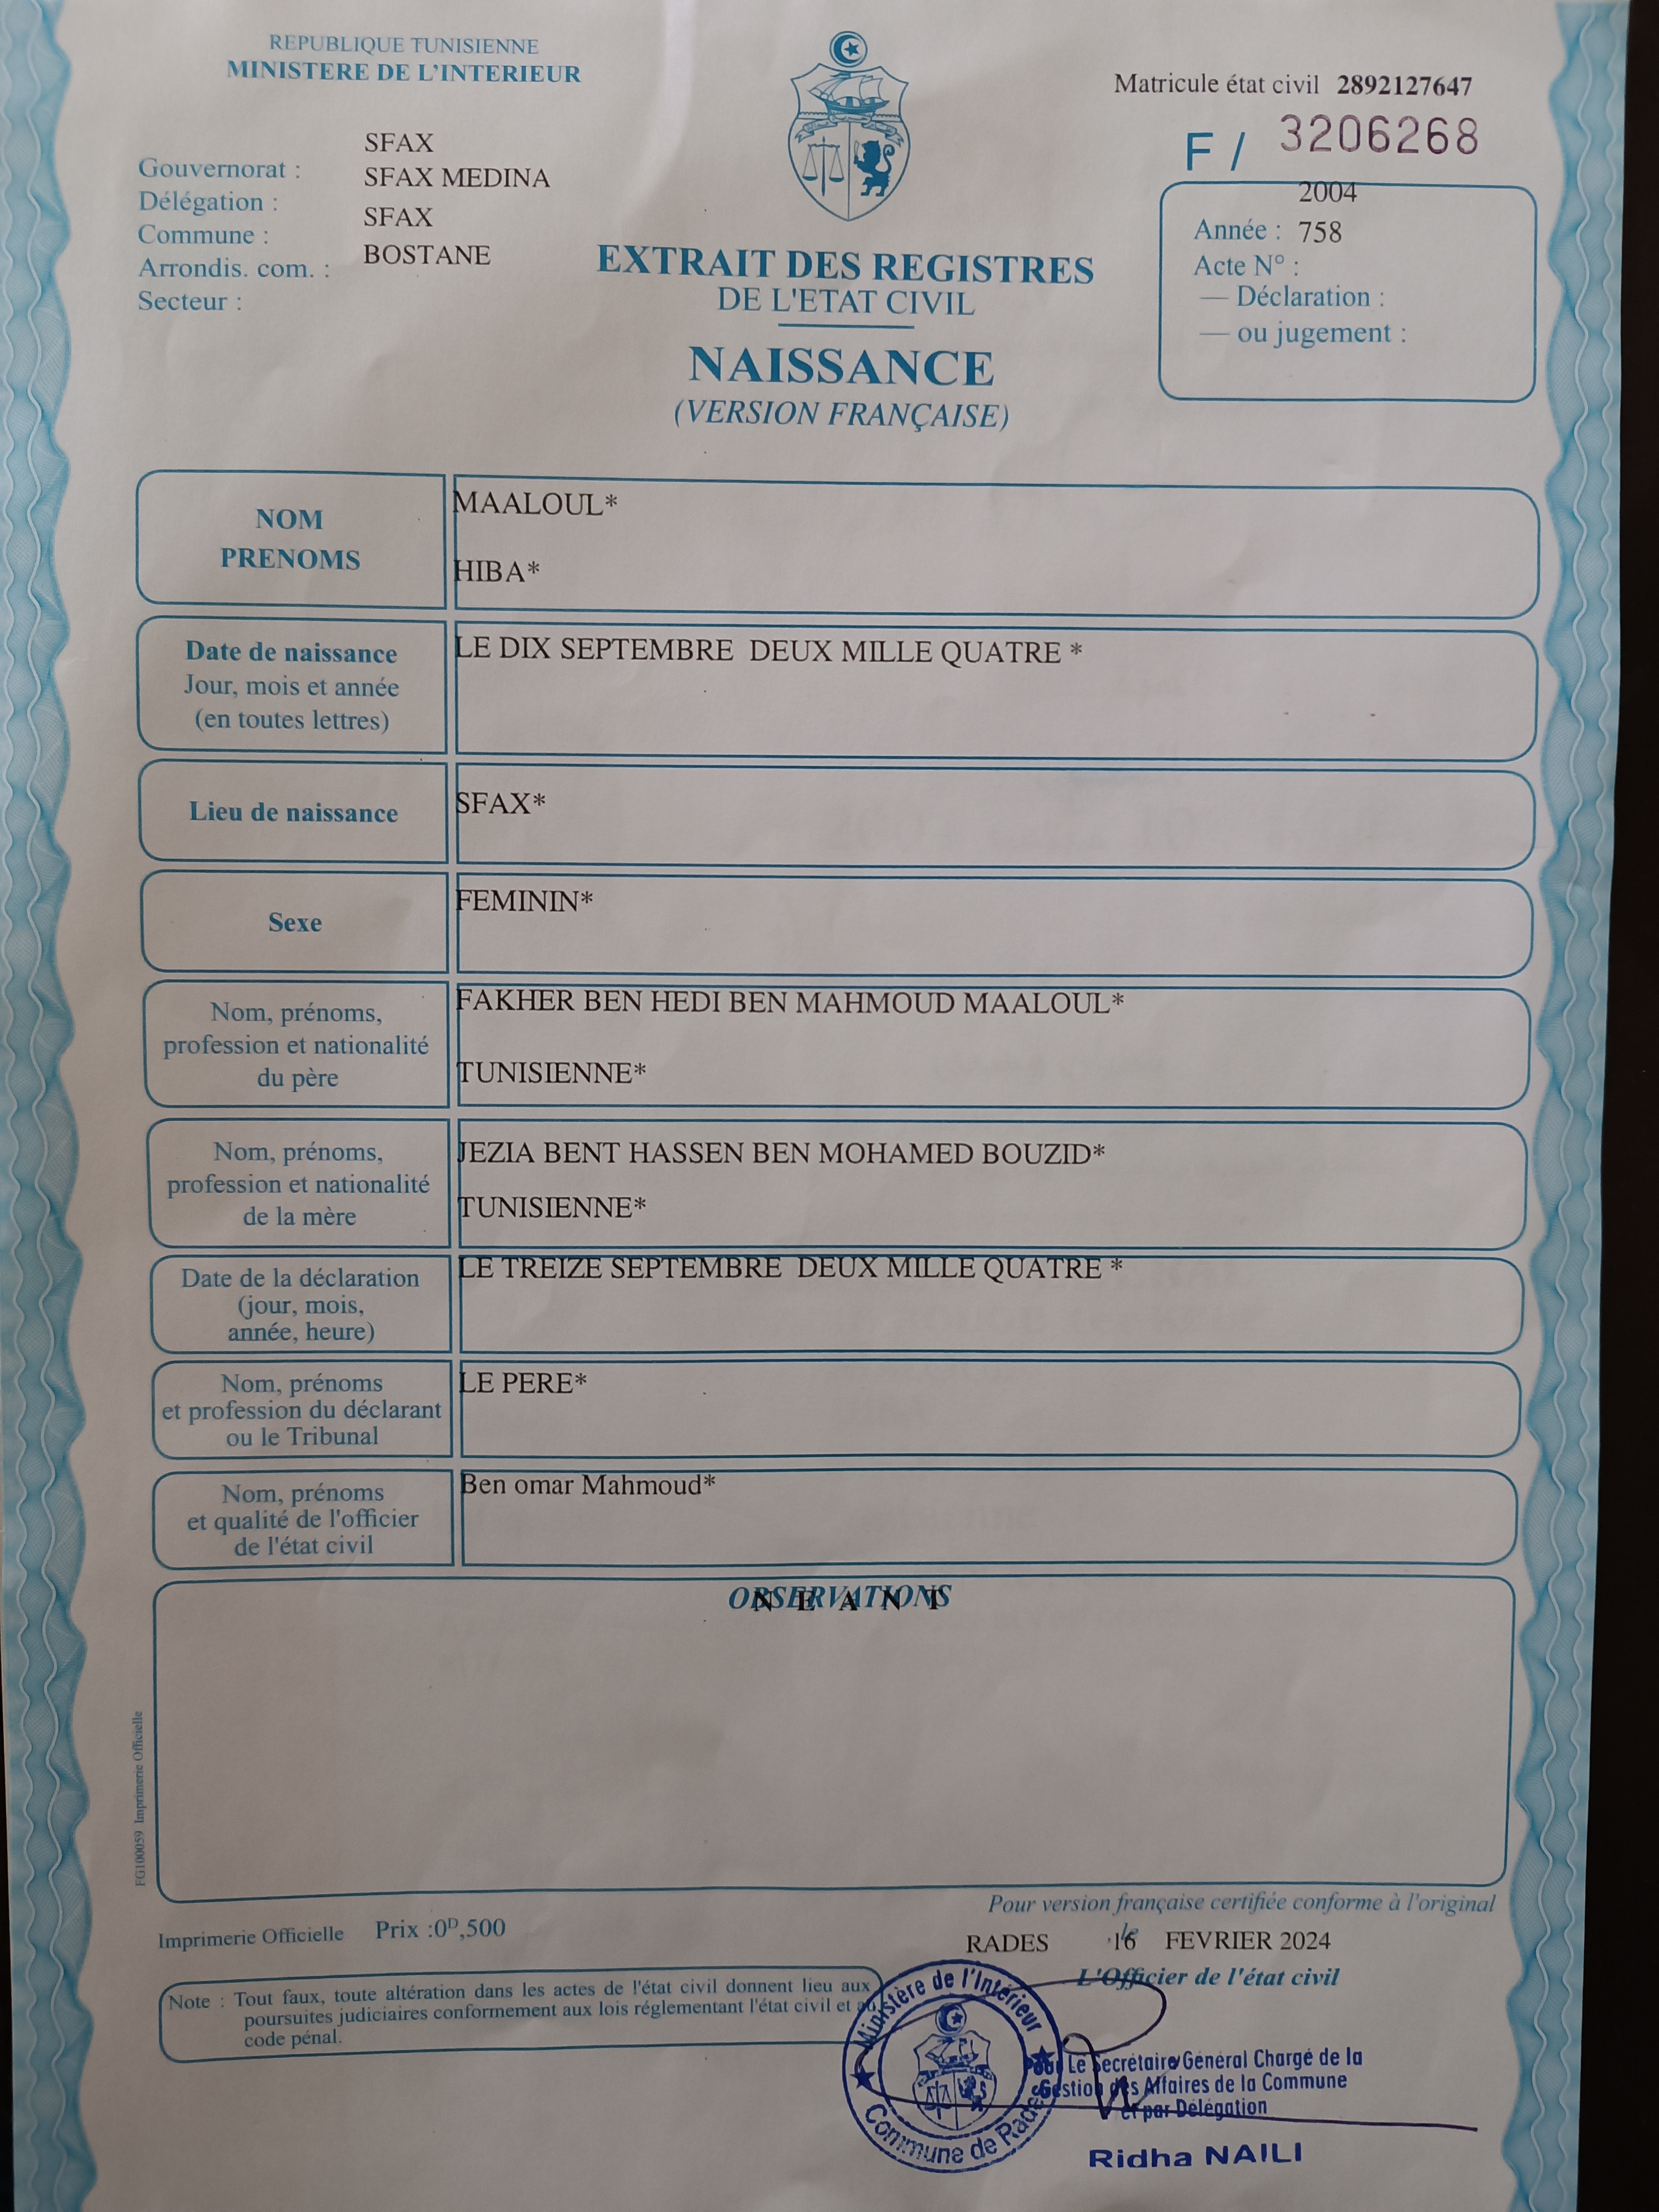 REPUBLIQUE TUNISIENNE
MINISTERE DE L'INTERIEUR
Matricule état civil 2892127647
F / 3206268
SFAX
Gouvernorat :
SFAX MEDINA
Délégation :
SFAX
Commune :
BOSTANE
Arrondis. com. :
Secteur :
2004
Année : 758
Acte N° :
— Déclaration :
— ou jugement :
EXTRAIT DES REGISTRES
DE L'ETAT CIVIL
NAISSANCE
(VERSION FRANÇAISE)
NOM
PRENOMS
MAALOUL*
HIBA*
Date de naissance
Jour, mois et année
(en toutes lettres)
LE DIX SEPTEMBRE DEUX MILLE QUATRE *
Lieu de naissance
SFAX*
Sexe
FEMININ*
Nom, prénoms,
profession et nationalité
du père
FAKHER BEN HEDI BEN MAHMOUD MAALOUL*
TUNISIENNE*
Nom, prénoms,
profession et nationalité
de la mère
JEZIA BENT HASSEN BEN MOHAMED BOUZID*
TUNISIENNE*
Date de la déclaration
(jour, mois,
année, heure)
LE TREIZE SEPTEMBRE DEUX MILLE QUATRE *
Nom, prénoms
et profession du déclarant
ou le Tribunal
LE PERE*
Nom, prénoms
et qualité de l'officier
de l'état civil
Ben omar Mahmoud*
OBSERVATIONS
N E A N T
FG100059 Imprimerie Officielle
Pour version française certifiée conforme à l'original
Imprimerie Officielle Prix :0ᴰ,500
RADES le 16 FEVRIER 2024
L'Officier de l'état civil
Note : Tout faux, toute altération dans les actes de l'état civil donnent lieu aux
poursuites judiciaires conformement aux lois réglementant l'état civil et au
code pénal.
Ministère de l'Intérieur
Commune de Rades
Pour Le Secrétaire Général Chargé de la
Gestion des Affaires de la Commune
et par Délégation
Ridha NAILI